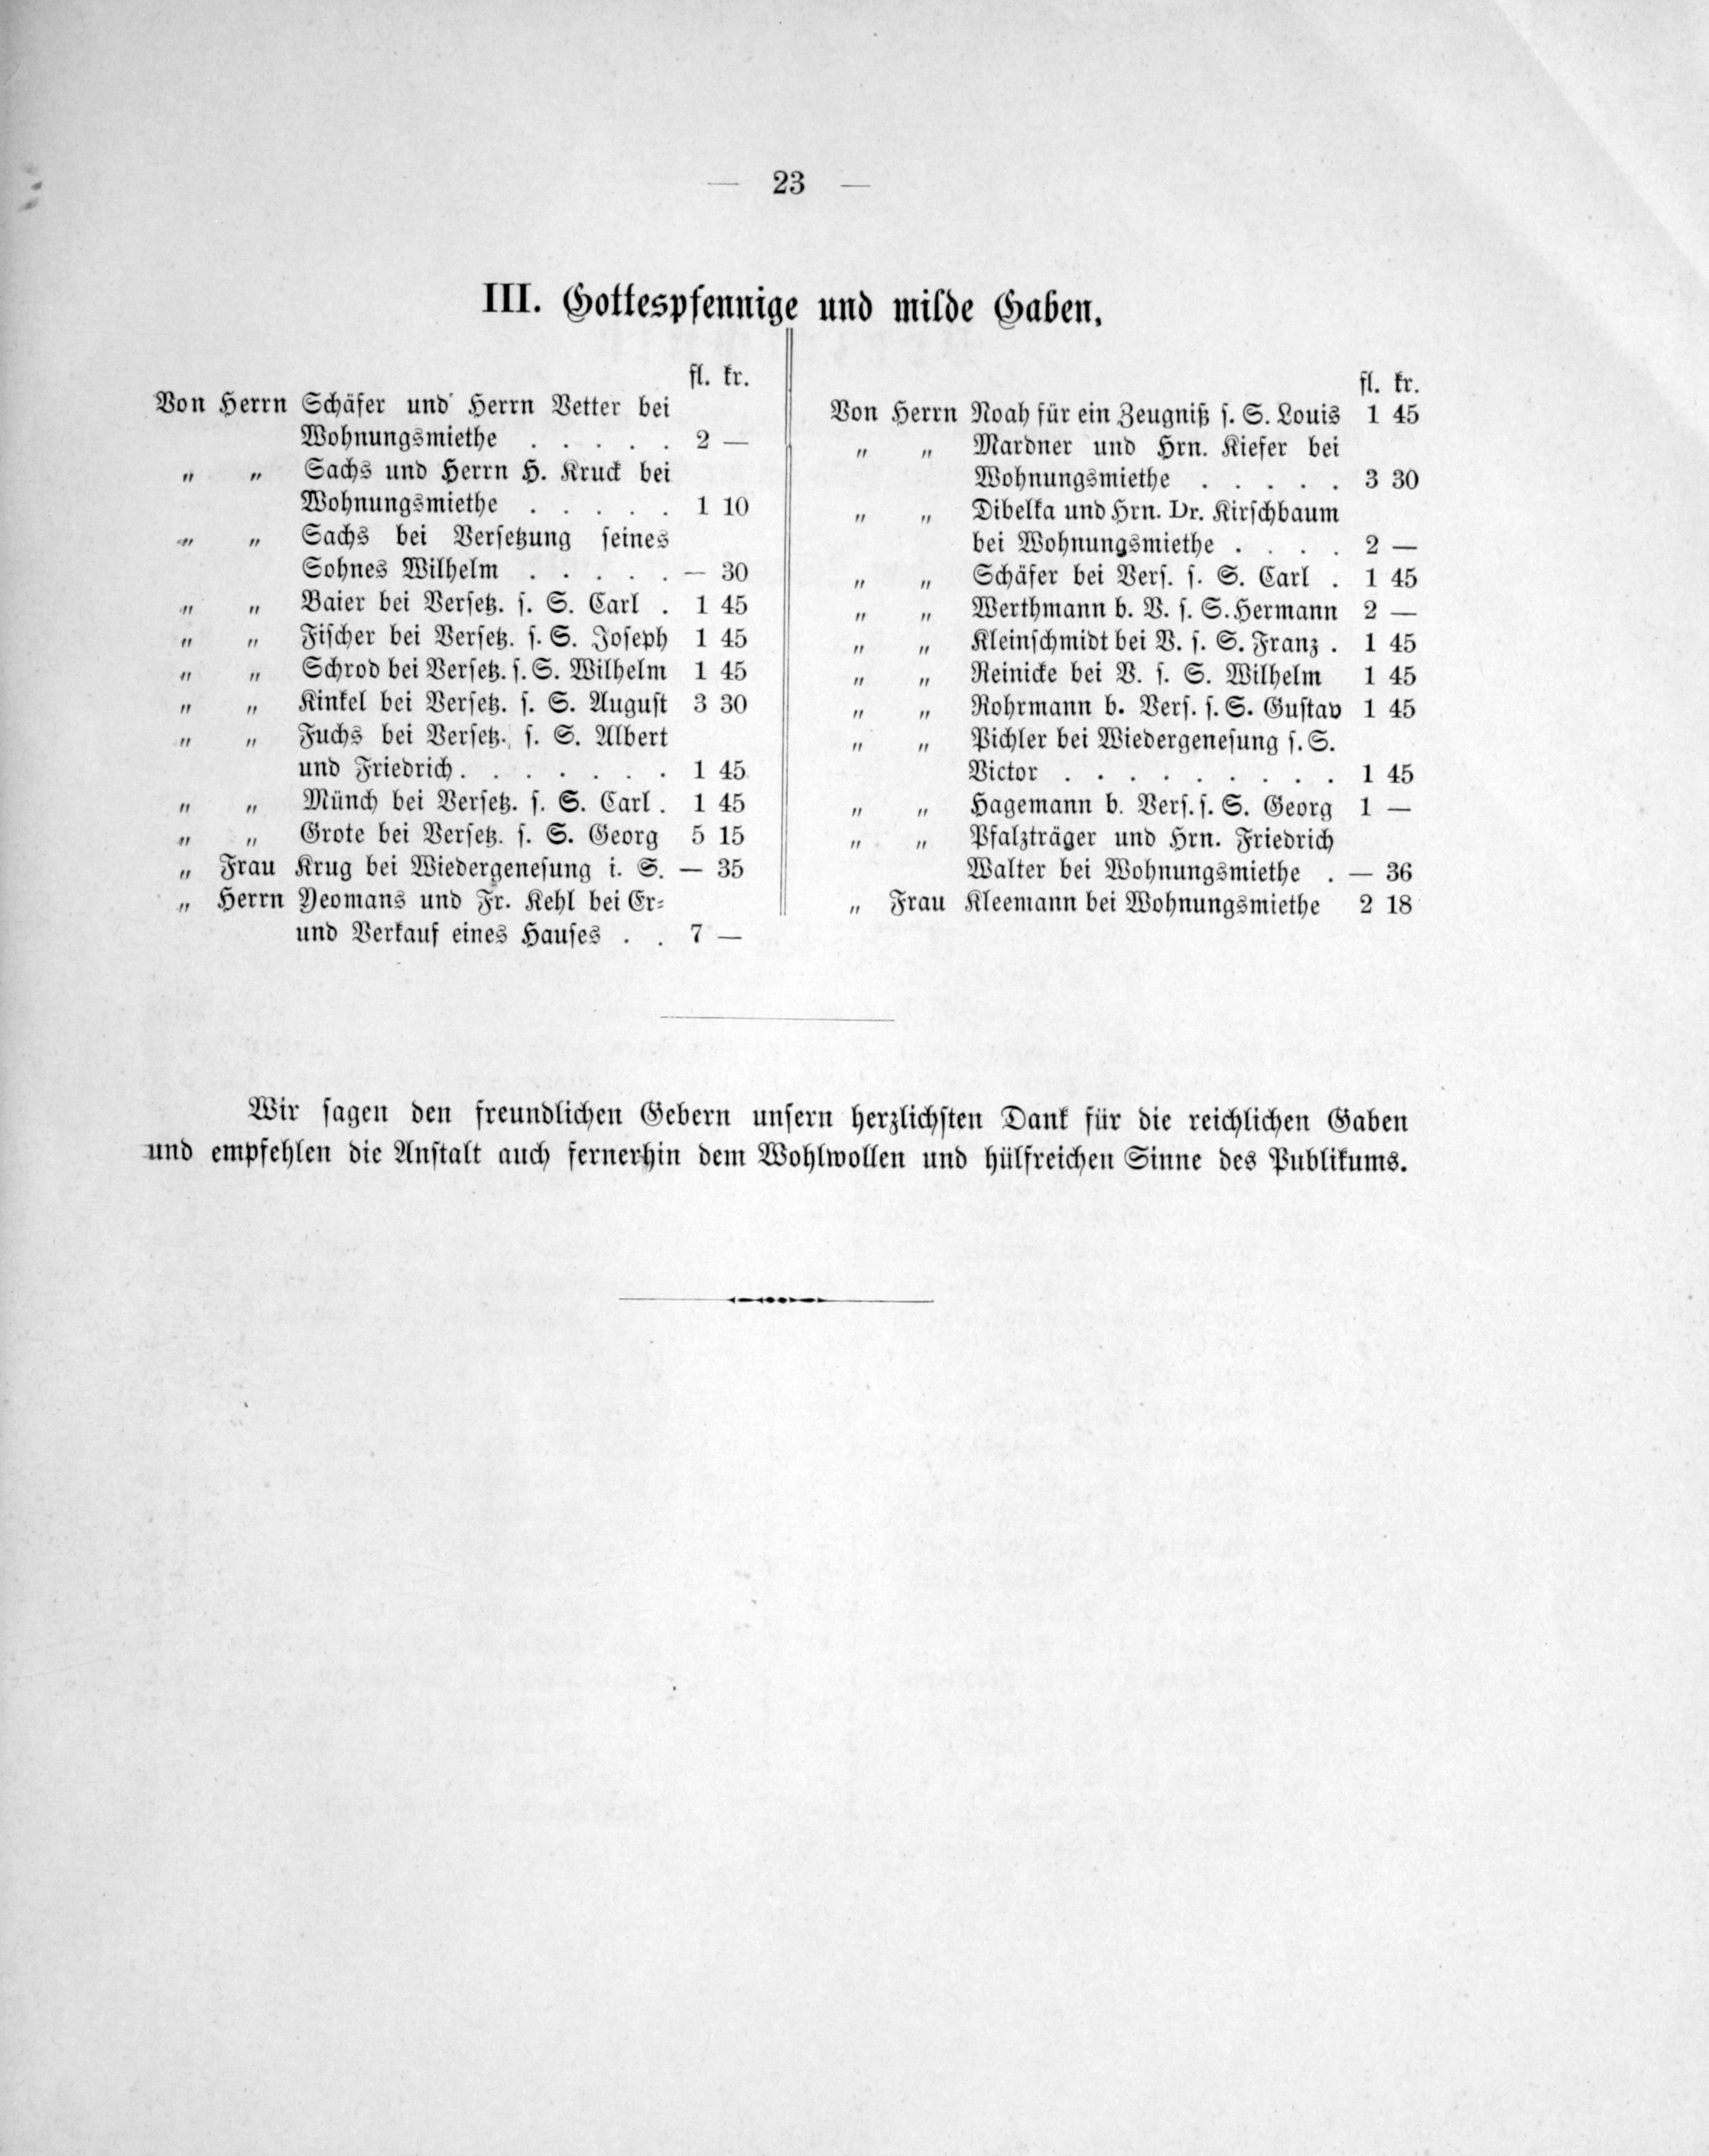 — 23 —
III. Gottespfennige und milde Gaben.
fl. kr.
Von Herrn Schäfer und Herrn Vetter bei
Wohnungsmiethe . . . . . 2 —
„ „ Sachs und Herrn H. Kruck bei
Wohnungsmiethe . . . . . 1 10
„ „ Sachs bei Versetzung seines
Sohnes Wilhelm . . . . . — 30
„ „ Baier bei Versetz. s. S. Carl . 1 45
„ „ Fischer bei Versetz. s. S. Joseph 1 45
„ „ Schrod bei Versetz. s. S. Wilhelm 1 45
„ „ Kinkel bei Versetz. s. S. August 3 30
„ „ Fuchs bei Versetz. s. S. Albert
und Friedrich . . . . . . . 1 45
„ „ Münch bei Versetz. s. S. Carl . 1 45
„ „ Grote bei Versetz. s. S. Georg 5 15
„ Frau Krug bei Wiedergenesung i. S. — 35
„ Herrn Yeomans und Fr. Kehl bei Er-
und Verkauf eines Hauses . . 7 —
fl. kr.
Von Herrn Noah für ein Zeugniß s. S. Louis 1 45
„ „ Mardner und Hrn. Kiefer bei
Wohnungsmiethe . . . . . 3 30
„ „ Dibelka und Hrn. Dr. Kirschbaum
bei Wohnungsmiethe . . . . 2 —
„ „ Schäfer bei Vers. s. S. Carl . 1 45
„ „ Werthmann b. V. s. S. Hermann 2 —
„ „ Kleinschmidt bei V. s. S. Franz . 1 45
„ „ Reinicke bei V. s. S. Wilhelm 1 45
„ „ Rohrmann b. Vers. s. S. Gustav 1 45
„ „ Pichler bei Wiedergenesung s. S.
Victor . . . . . . . . . 1 45
„ „ Hagemann b. Vers. s. S. Georg 1 —
„ „ Pfalzträger und Hrn. Friedrich
Walter bei Wohnungsmiethe . — 36
„ Frau Kleemann bei Wohnungsmiethe 2 18
Wir sagen den freundlichen Gebern unsern herzlichsten Dank für die reichlichen Gaben
und empfehlen die Anstalt auch fernerhin dem Wohlwollen und hülfreichen Sinne des Publikums.